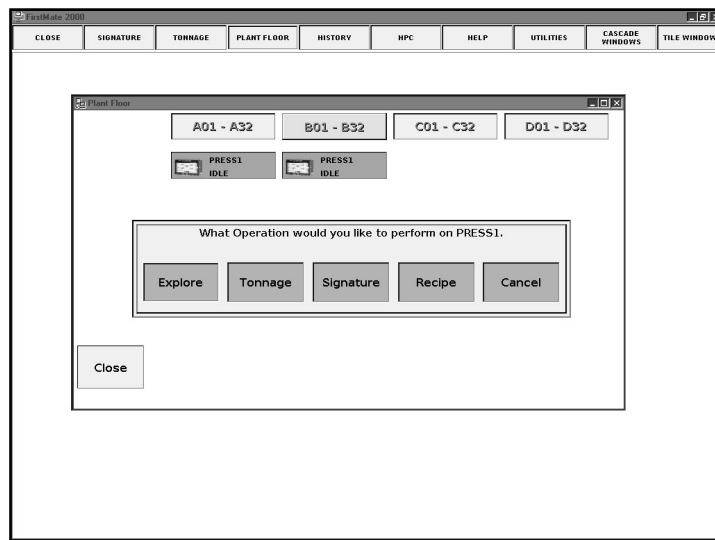 FirstMate 2000
CLOSE SIGNATURE TONNAGE PLANT FLOOR HISTORY HPC HELP UTILITIES CASCADE WINDOWS TILE WINDOW
Plant Floor
A01 - A32 B01 - B32 C01 - C32 D01 - D32
PRESS1 PRESS1
IDLE IDLE
What Operation would you like to perform on PRESS1.
Explore Tonnage Signature Recipe Cancel
Close